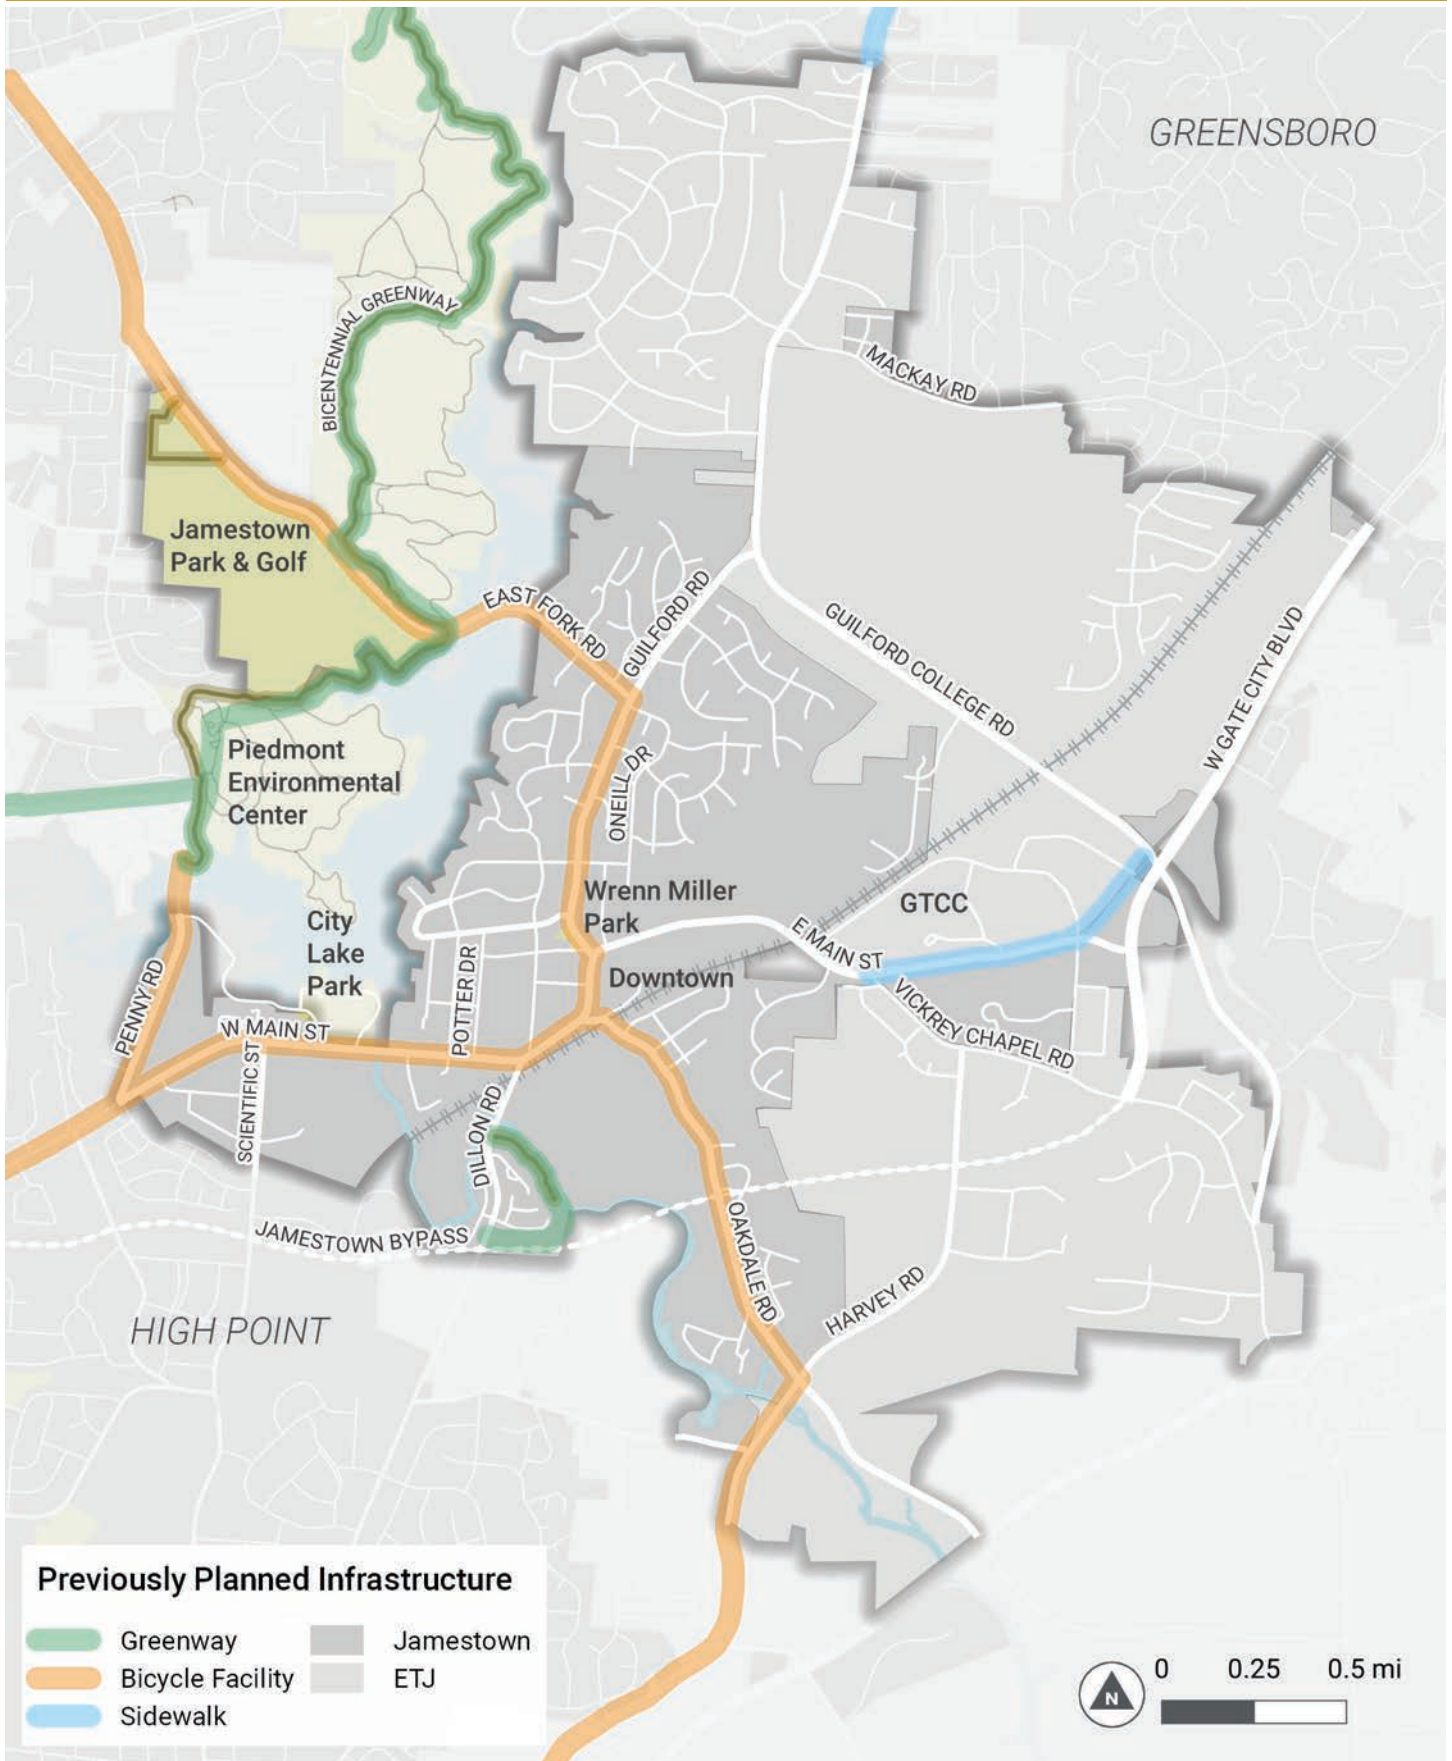 GREENSBORO
BICENTENNIAL GREENWAY
MACKAY RD
Jamestown
Park & Golf
EAST FORK RD
GUILFORD RD
GUILFORD COLLEGE RD
W GATE CITY BLVD
Piedmont
Environmental
Center
ONEILL DR
Wrenn Miller
Park
GTCC
City
Lake
Park
E MAIN ST
Downtown
POTTER DR
PENNY RD
W MAIN ST
VICKREY CHAPEL RD
SCIENTIFIC ST
DILLON RD
JAMESTOWN BYPASS
OAKDALE RD
HARVEY RD
HIGH POINT
Previously Planned Infrastructure
Greenway
Jamestown
Bicycle Facility
ETJ
Sidewalk
N
0 0.25 0.5 mi